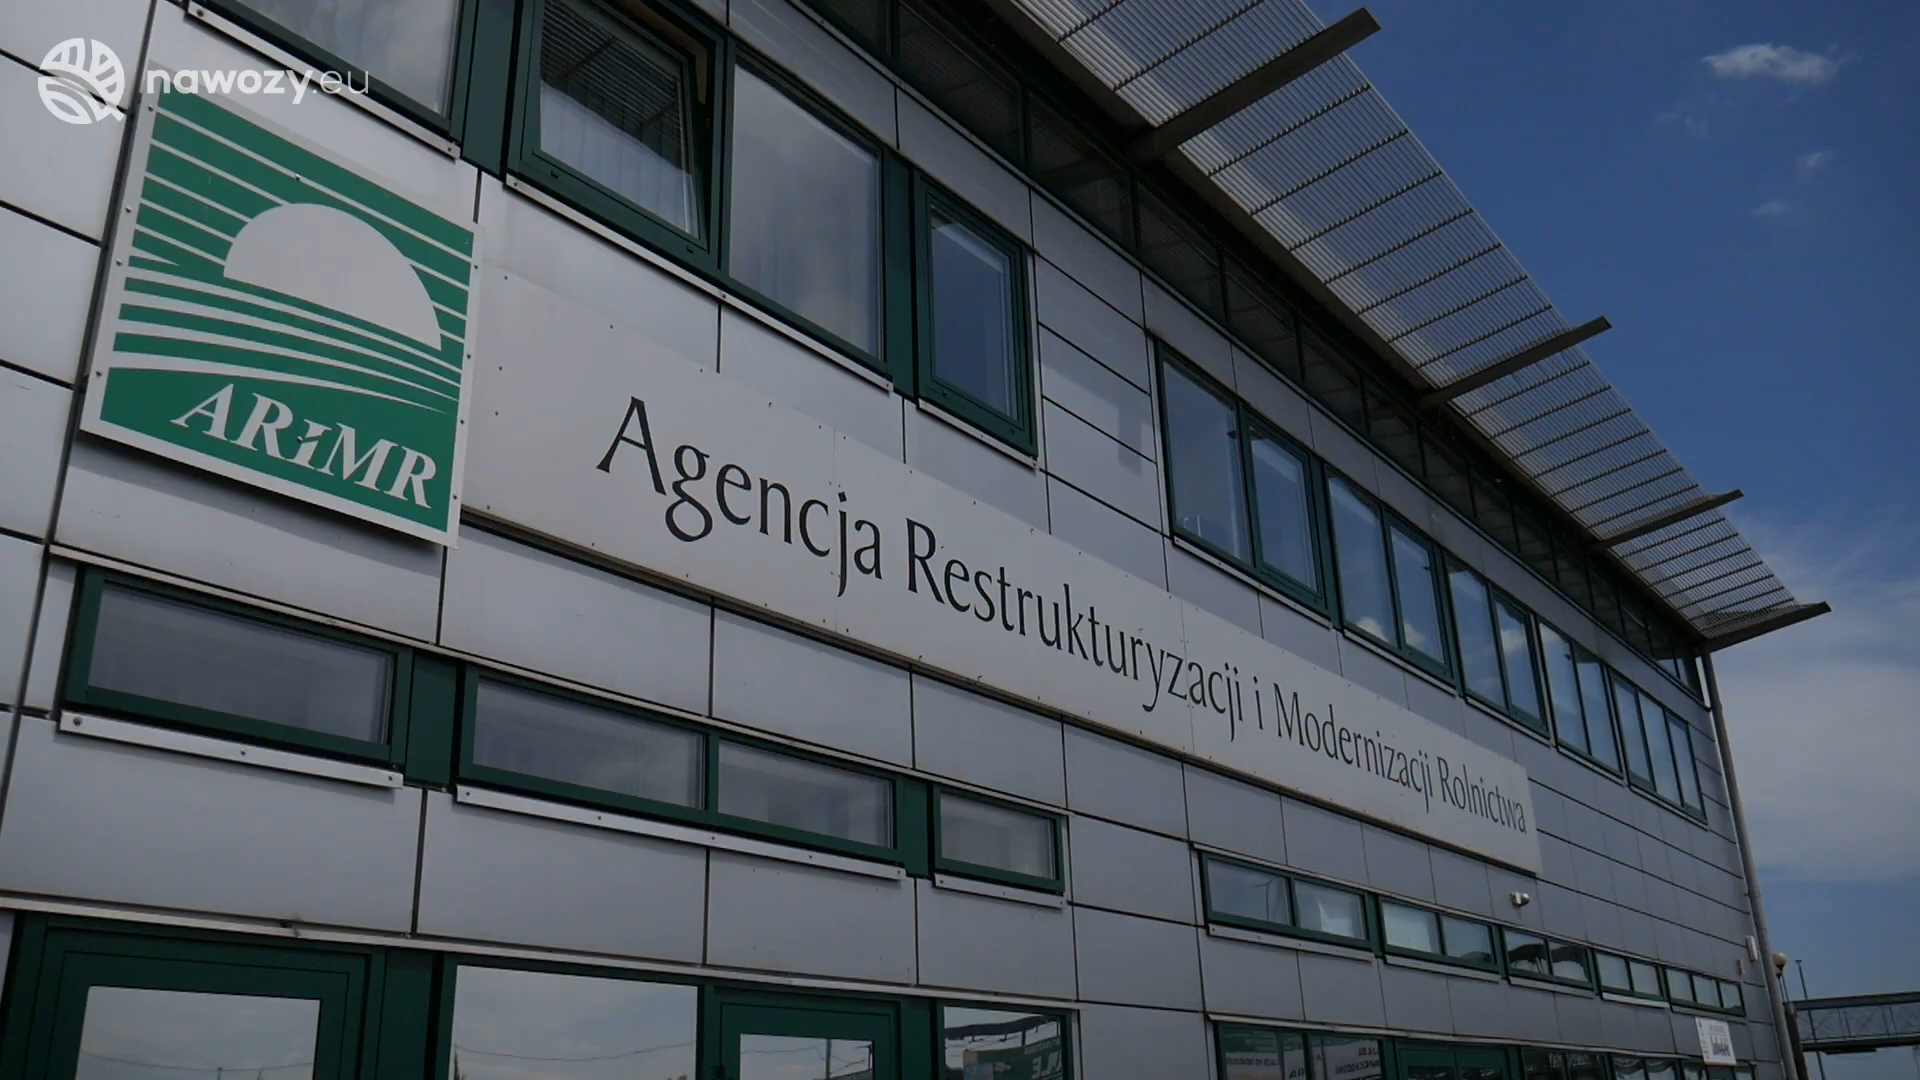 nawozy.eu
ARiMR
Agencja Restrukturyzacji i Modernizacji Rolnictwa